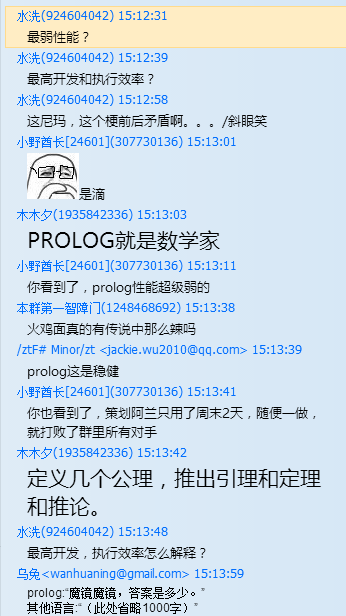 水洗(924604042) 15:12:31
最弱性能？
水洗(924604042) 15:12:39
最高开发和执行效率？
水洗(924604042) 15:12:58
这尼玛，这个梗前后矛盾啊。。。/斜眼笑
小野酋长[24601](307730136) 15:13:01
是滴
木木夕(1935842336) 15:13:03
PROLOG就是数学家
小野酋长[24601](307730136) 15:13:11
你看到了，prolog性能超级弱的
本群第一智障门(1248468692) 15:13:38
火鸡面真的有传说中那么辣吗
/ztF# Minor/zt <jackie.wu2010@qq.com> 15:13:39
prolog这是稳健
小野酋长[24601](307730136) 15:13:41
你也看到了，策划阿兰只用了周末2天，随便一做，
就打败了群里所有对手
木木夕(1935842336) 15:13:42
定义几个公理，推出引理和定理
和推论。
水洗(924604042) 15:13:48
最高开发，执行效率怎么解释？
乌兔<wanhuaning@gmail.com> 15:13:59
prolog:“魔镜魔镜，答案是多少。”
其他语言:“（此处省略1000字）”